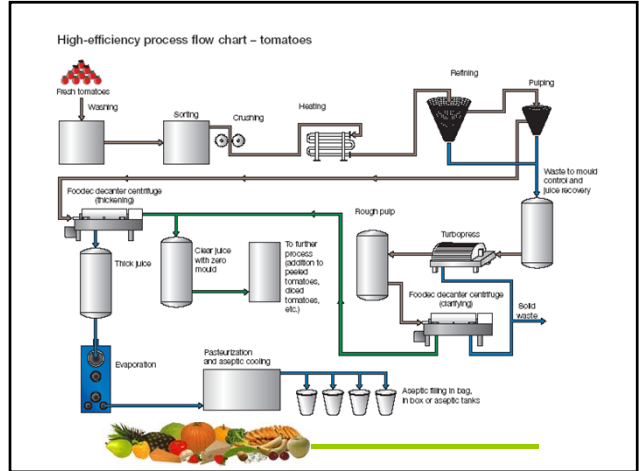 High-efficiency process flow chart – tomatoes
Fresh tomatoes
Washing
Sorting
Crushing
Heating
Refining
Pulping
Waste to mould
control and
juice recovery
Foodec decanter centrifuge
(thickening)
Thick juice
Clear juice
with zero
mould
To further
process
(addition to
peeled
tomatoes,
diced
tomatoes,
etc.)
Rough pulp
Turbopress
Foodec decanter centrifuge
(clarifying)
Solid
waste
Evaporation
Pasteurization
and aseptic cooling
Aseptic filling in bag,
in box or aseptic tanks